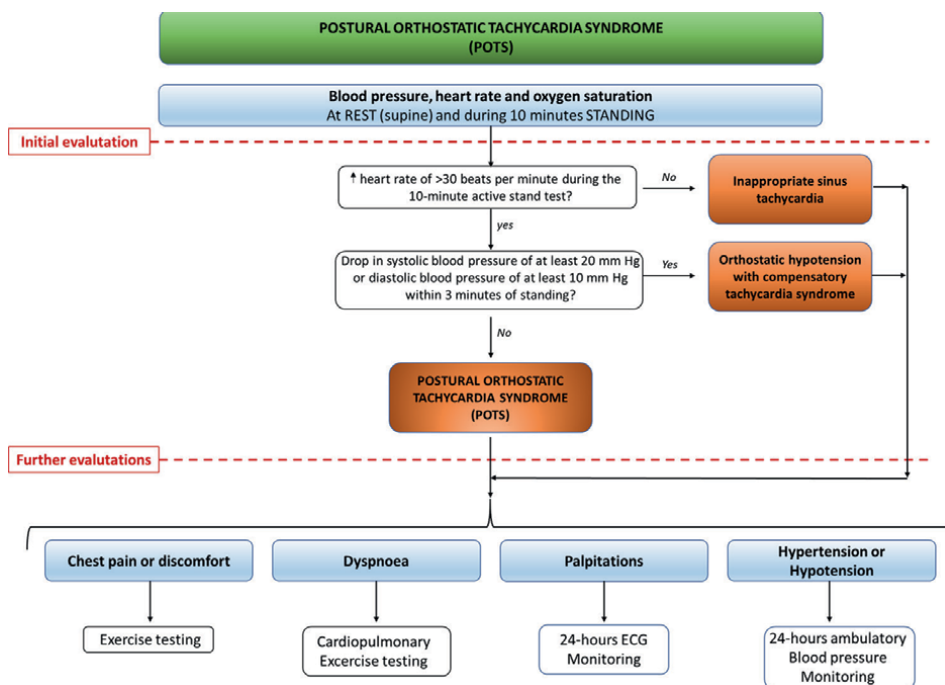 POSTURAL ORTHOSTATIC TACHYCARDIA SYNDROME
(POTS)
Blood pressure, heart rate and oxygen saturation
At REST (supine) and during 10 minutes STANDING
Initial evalutation
↑ heart rate of >30 beats per minute during the
10-minute active stand test?
No
Inappropriate sinus
tachycardia
yes
Drop in systolic blood pressure of at least 20 mm Hg
or diastolic blood pressure of at least 10 mm Hg
within 3 minutes of standing?
Yes
Orthostatic hypotension
with compensatory
tachycardia syndrome
No
POSTURAL ORTHOSTATIC
TACHYCARDIA SYNDROME
(POTS)
Further evalutations
Chest pain or discomfort
Dyspnoea
Palpitations
Hypertension or
Hypotension
Exercise testing
Cardiopulmonary
Excercise testing
24-hours ECG
Monitoring
24-hours ambulatory
Blood pressure
Monitoring